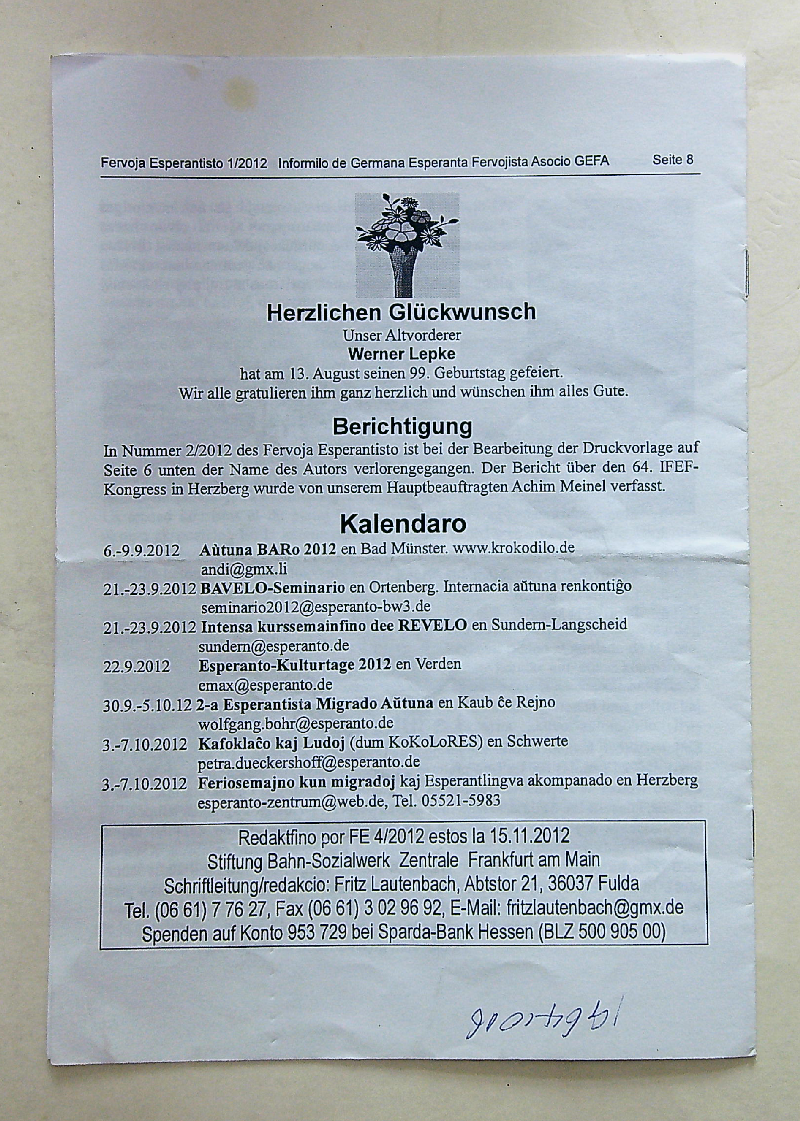 Fervoja Esperantisto 1/2012 Informilo de Germana Esperanta Fervojista Asocio GEFA Seite 8
Herzlichen Glückwunsch
Unser Altvorderer
Werner Lepke
hat am 13. August seinen 99. Geburtstag gefeiert.
Wir alle gratulieren ihm ganz herzlich und wünschen ihm alles Gute.
Berichtigung
In Nummer 2/2012 des Fervoja Esperantisto ist bei der Bearbeitung der Druckvorlage auf
Seite 6 unten der Name des Autors verlorengegangen. Der Bericht über den 64. IFEF-
Kongress in Herzberg wurde von unserem Hauptbeauftragten Achim Meinel verfasst.
Kalendaro
6.-9.9.2012 Aŭtuna BARo 2012 en Bad Münster. www.krokodilo.de
andi@gmx.li
21.-23.9.2012 BAVELO-Seminario en Ortenberg. Internacia aŭtuna renkontiĝo
seminario2012@esperanto-bw3.de
21.-23.9.2012 Intensa kurssemainfino dee REVELO en Sundern-Langscheid
sundern@esperanto.de
22.9.2012 Esperanto-Kulturtage 2012 en Verden
emax@esperanto.de
30.9.-5.10.12 2-a Esperantista Migrado Aŭtuna en Kaub ĉe Rejno
wolfgang.bohr@esperanto.de
3.-7.10.2012 Kafoklaĉo kaj Ludoj (dum KoKoLoRES) en Schwerte
petra.dueckershoff@esperanto.de
3.-7.10.2012 Feriosemajno kun migradoj kaj Esperantlingva akompanado en Herzberg
esperanto-zentrum@web.de, Tel. 05521-5983
Redaktfino por FE 4/2012 estos la 15.11.2012
Stiftung Bahn-Sozialwerk Zentrale Frankfurt am Main
Schriftleitung/redakcio: Fritz Lautenbach, Abtstor 21, 36037 Fulda
Tel. (06 61) 7 76 27, Fax (06 61) 3 02 96 92, E-Mail: fritzlautenbach@gmx.de
Spenden auf Konto 953 729 bei Sparda-Bank Hessen (BLZ 500 905 00)